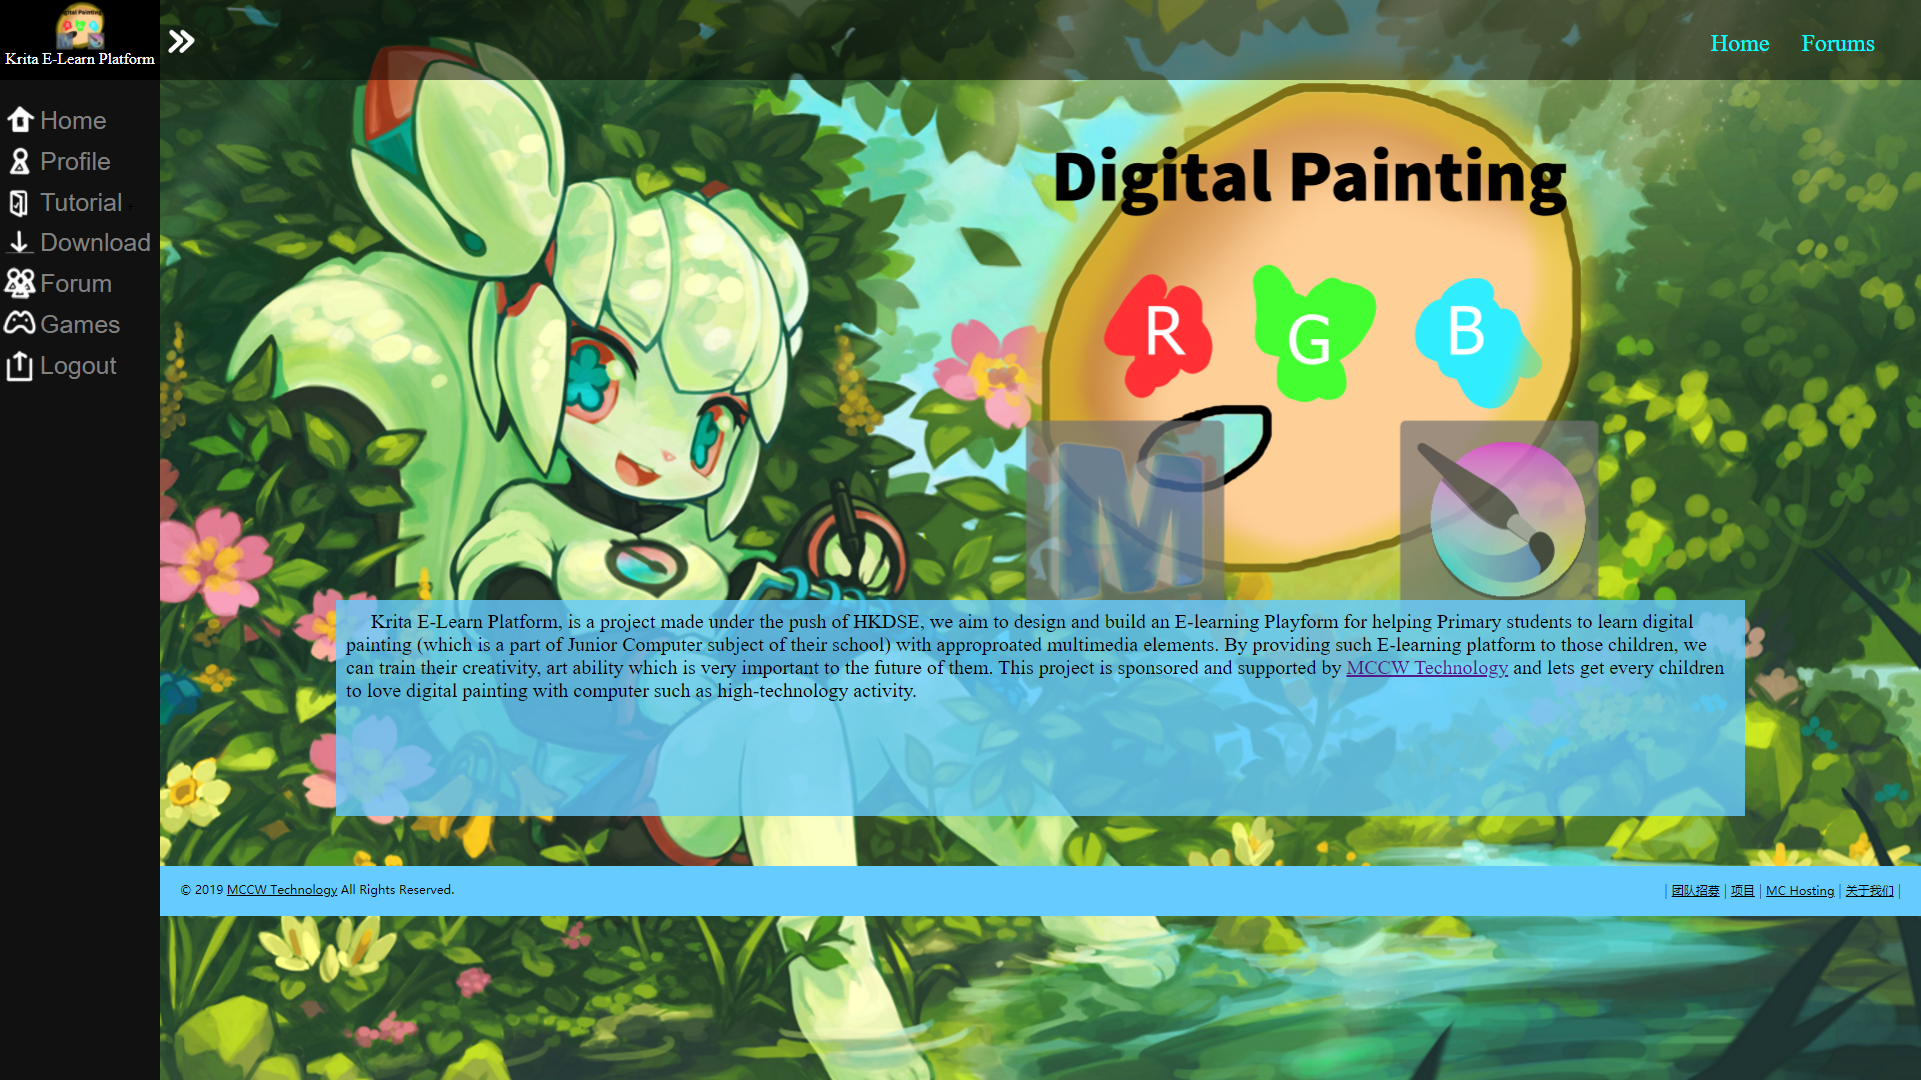 Digital Painting
Krita E-Learn Platform
Home
Profile
Tutorial +
Download
Forum
Games
Logout
Home Forums
Digital Painting
R G B
M
Krita E-Learn Platform, is a project made under the push of HKDSE, we aim to design and build an E-learning Playform for helping Primary students to learn digital
painting (which is a part of Junior Computer subject of their school) with approproated multimedia elements. By providing such E-learning platform to those children, we
can train their creativity, art ability which is very important to the future of them. This project is sponsored and supported by MCCW Technology and lets get every children
to love digital painting with computer such as high-technology activity.
© 2019 MCCW Technology All Rights Reserved.
| 团队招募 | 项目 | MC Hosting | 关于我们 |